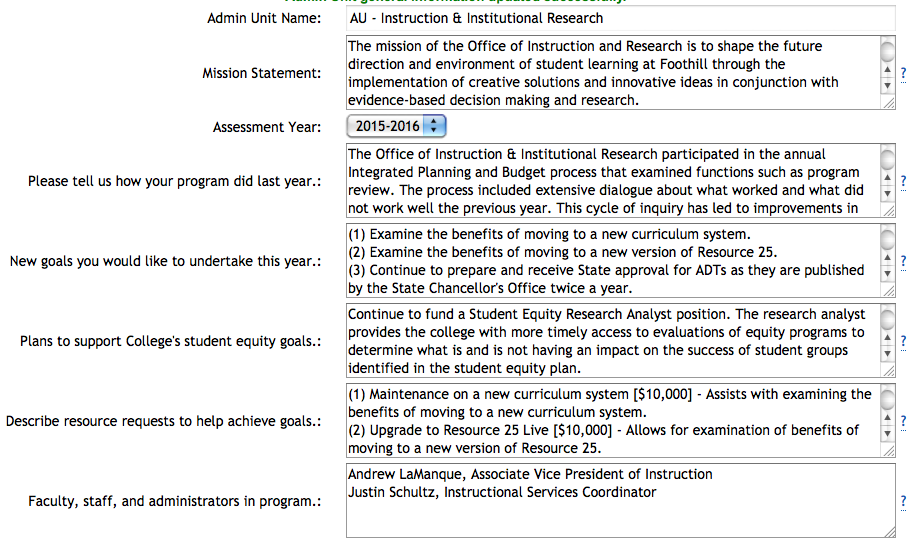 Admin Unit general information updated successfully.
Admin Unit Name: AU - Instruction & Institutional Research
Mission Statement:
The mission of the Office of Instruction and Research is to shape the future
direction and environment of student learning at Foothill through the
implementation of creative solutions and innovative ideas in conjunction with
evidence-based decision making and research.
?
Assessment Year: 2015-2016
Please tell us how your program did last year.:
The Office of Instruction & Institutional Research participated in the annual
Integrated Planning and Budget process that examined functions such as program
review. The process included extensive dialogue about what worked and what did
not work well the previous year. This cycle of inquiry has led to improvements in
?
New goals you would like to undertake this year.:
(1) Examine the benefits of moving to a new curriculum system.
(2) Examine the benefits of moving to a new version of Resource 25.
(3) Continue to prepare and receive State approval for ADTs as they are published
by the State Chancellor's Office twice a year.
?
Plans to support College's student equity goals.:
Continue to fund a Student Equity Research Analyst position. The research analyst
provides the college with more timely access to evaluations of equity programs to
determine what is and is not having an impact on the success of student groups
identified in the student equity plan.
?
Describe resource requests to help achieve goals.:
(1) Maintenance on a new curriculum system [$10,000] - Assists with examining the
benefits of moving to a new curriculum system.
(2) Upgrade to Resource 25 Live [$10,000] - Allows for examination of benefits of
moving to a new version of Resource 25.
?
Faculty, staff, and administrators in program.:
Andrew LaManque, Associate Vice President of Instruction
Justin Schultz, Instructional Services Coordinator
?